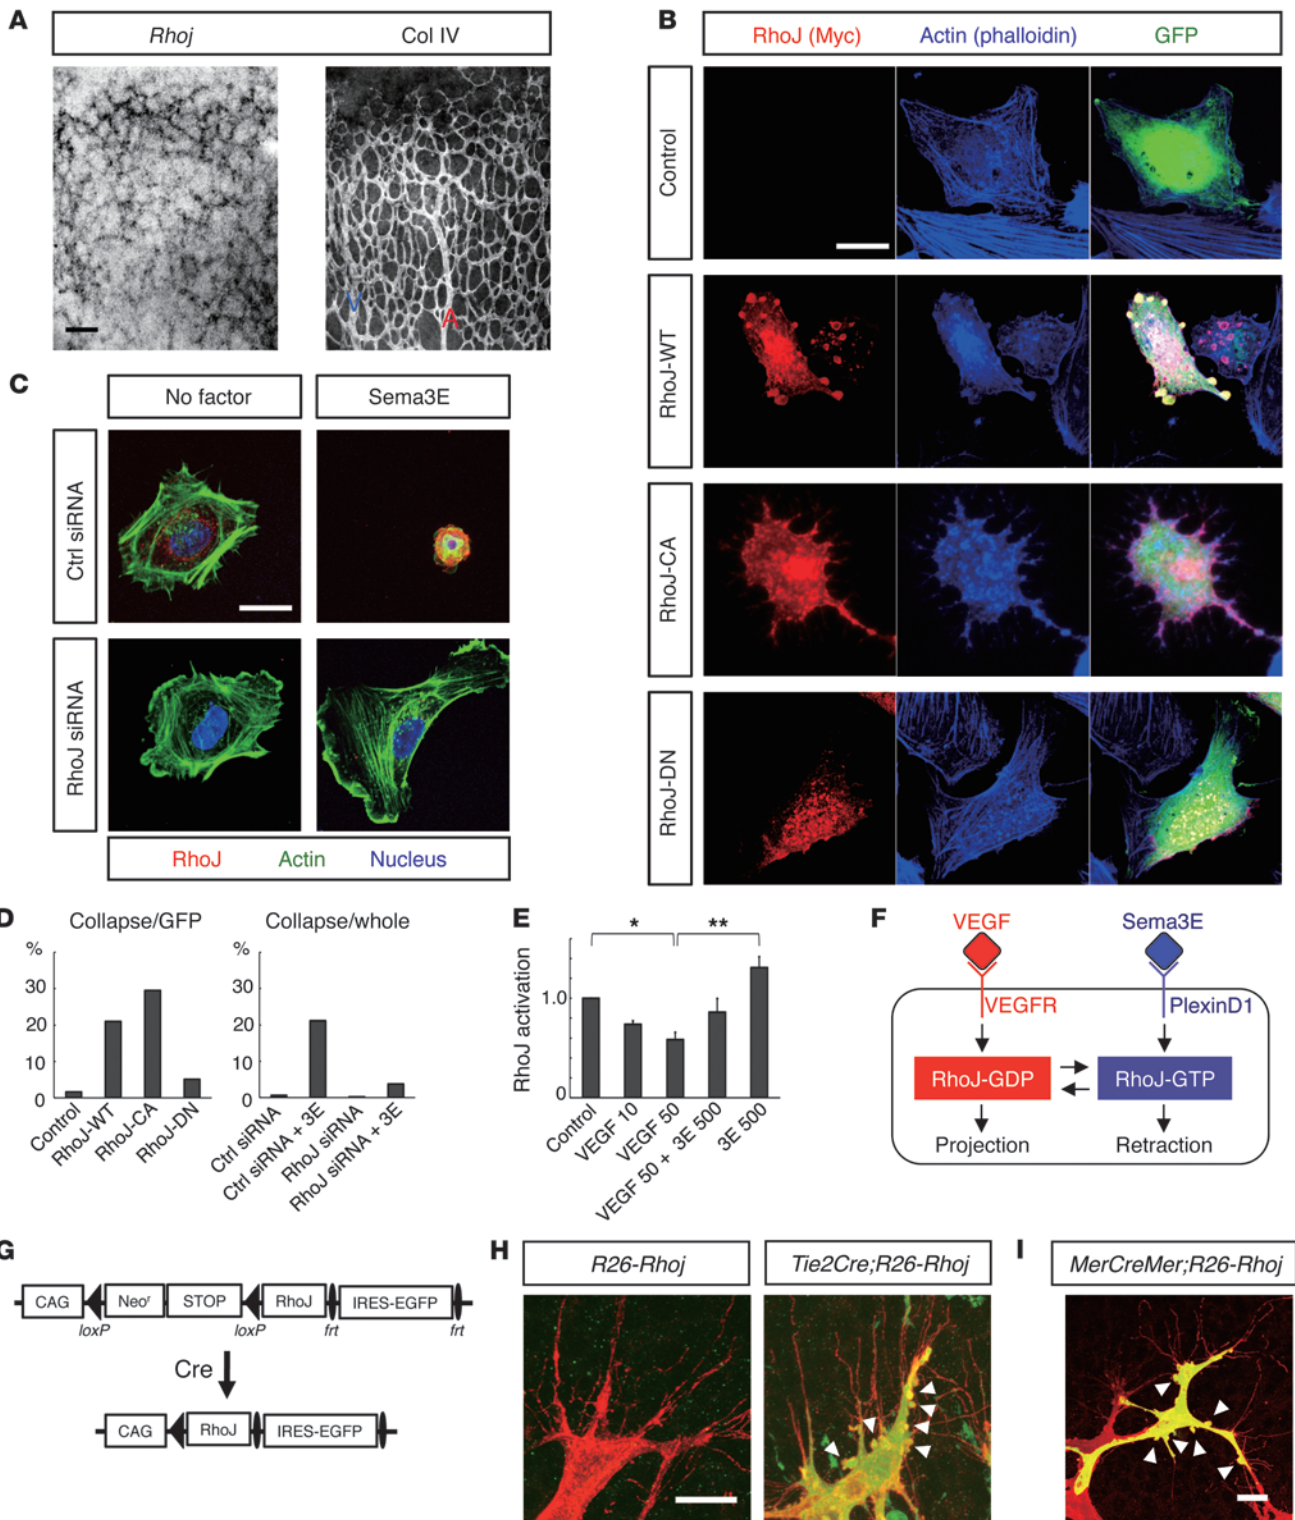 A
Rhoj
Col IV
V
A
B
RhoJ (Myc)
Actin (phalloidin)
GFP
Control
RhoJ-WT
RhoJ-CA
RhoJ-DN
C
No factor
Sema3E
Ctrl siRNA
RhoJ siRNA
RhoJ
Actin
Nucleus
D
Collapse/GFP
%
30
20
10
0
Control
RhoJ-WT
RhoJ-CA
RhoJ-DN
Collapse/whole
%
30
20
10
0
Ctrl siRNA
Ctrl siRNA + 3E
RhoJ siRNA
RhoJ siRNA + 3E
E
*
**
RhoJ activation
1.0
0
Control
VEGF 10
VEGF 50
VEGF 50 + 3E 500
3E 500
F
VEGF
Sema3E
VEGFR
PlexinD1
RhoJ-GDP
RhoJ-GTP
Projection
Retraction
G
CAG
Neoʳ
STOP
RhoJ
IRES-EGFP
loxP
loxP
frt
frt
Cre
CAG
RhoJ
IRES-EGFP
H
R26-Rhoj
Tie2Cre;R26-Rhoj
I
MerCreMer;R26-Rhoj